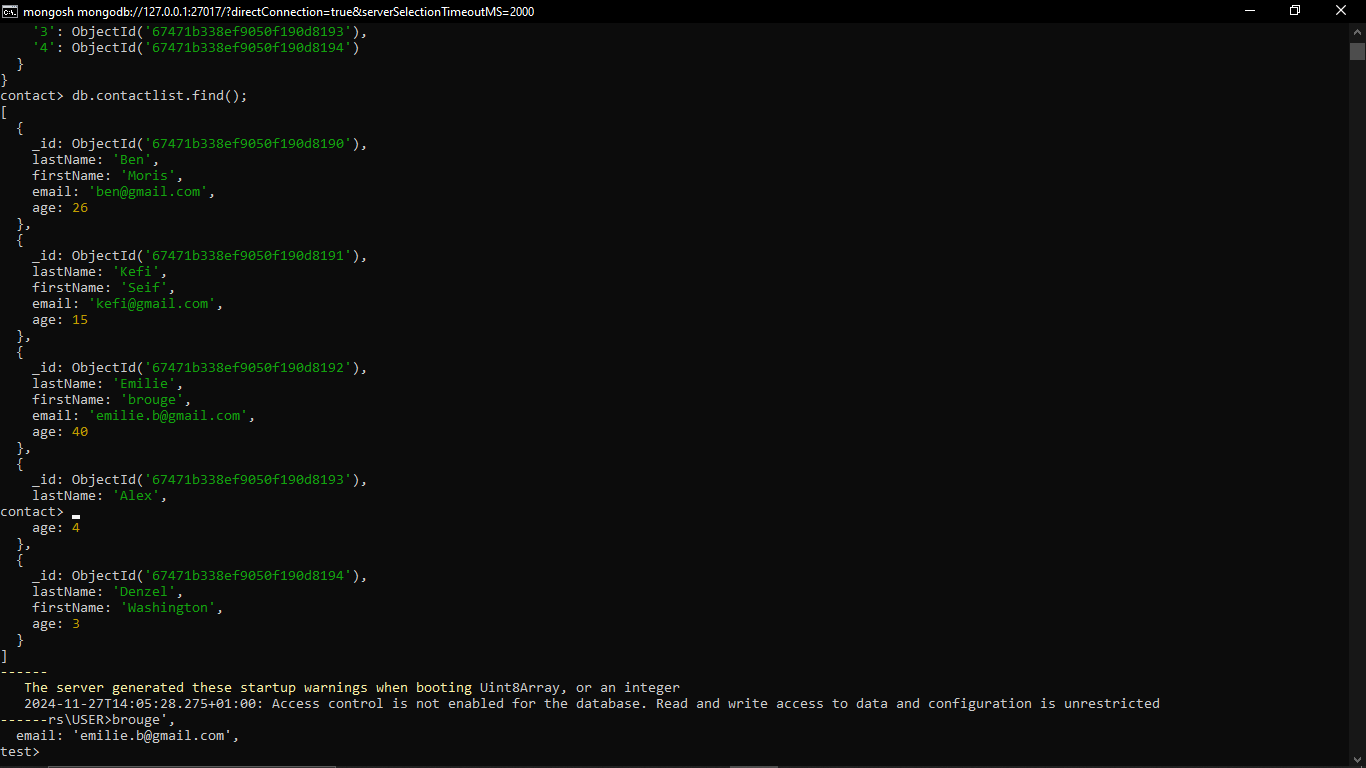 mongosh mongodb://127.0.0.1:27017/?directConnection=true&serverSelectionTimeoutMS=2000
    '3': ObjectId('67471b338ef9050f190d8193'),
    '4': ObjectId('67471b338ef9050f190d8194')
  }
}
contact> db.contactlist.find();
[
  {
    _id: ObjectId('67471b338ef9050f190d8190'),
    lastName: 'Ben',
    firstName: 'Moris',
    email: 'ben@gmail.com',
    age: 26
  },
  {
    _id: ObjectId('67471b338ef9050f190d8191'),
    lastName: 'Kefi',
    firstName: 'Seif',
    email: 'kefi@gmail.com',
    age: 15
  },
  {
    _id: ObjectId('67471b338ef9050f190d8192'),
    lastName: 'Emilie',
    firstName: 'brouge',
    email: 'emilie.b@gmail.com',
    age: 40
  },
  {
    _id: ObjectId('67471b338ef9050f190d8193'),
    lastName: 'Alex',
contact> _
    age: 4
  },
  {
    _id: ObjectId('67471b338ef9050f190d8194'),
    lastName: 'Denzel',
    firstName: 'Washington',
    age: 3
  }
]
------
   The server generated these startup warnings when booting Uint8Array, or an integer
   2024-11-27T14:05:28.275+01:00: Access control is not enabled for the database. Read and write access to data and configuration is unrestricted
------rs\USER>brouge',
  email: 'emilie.b@gmail.com',
test>